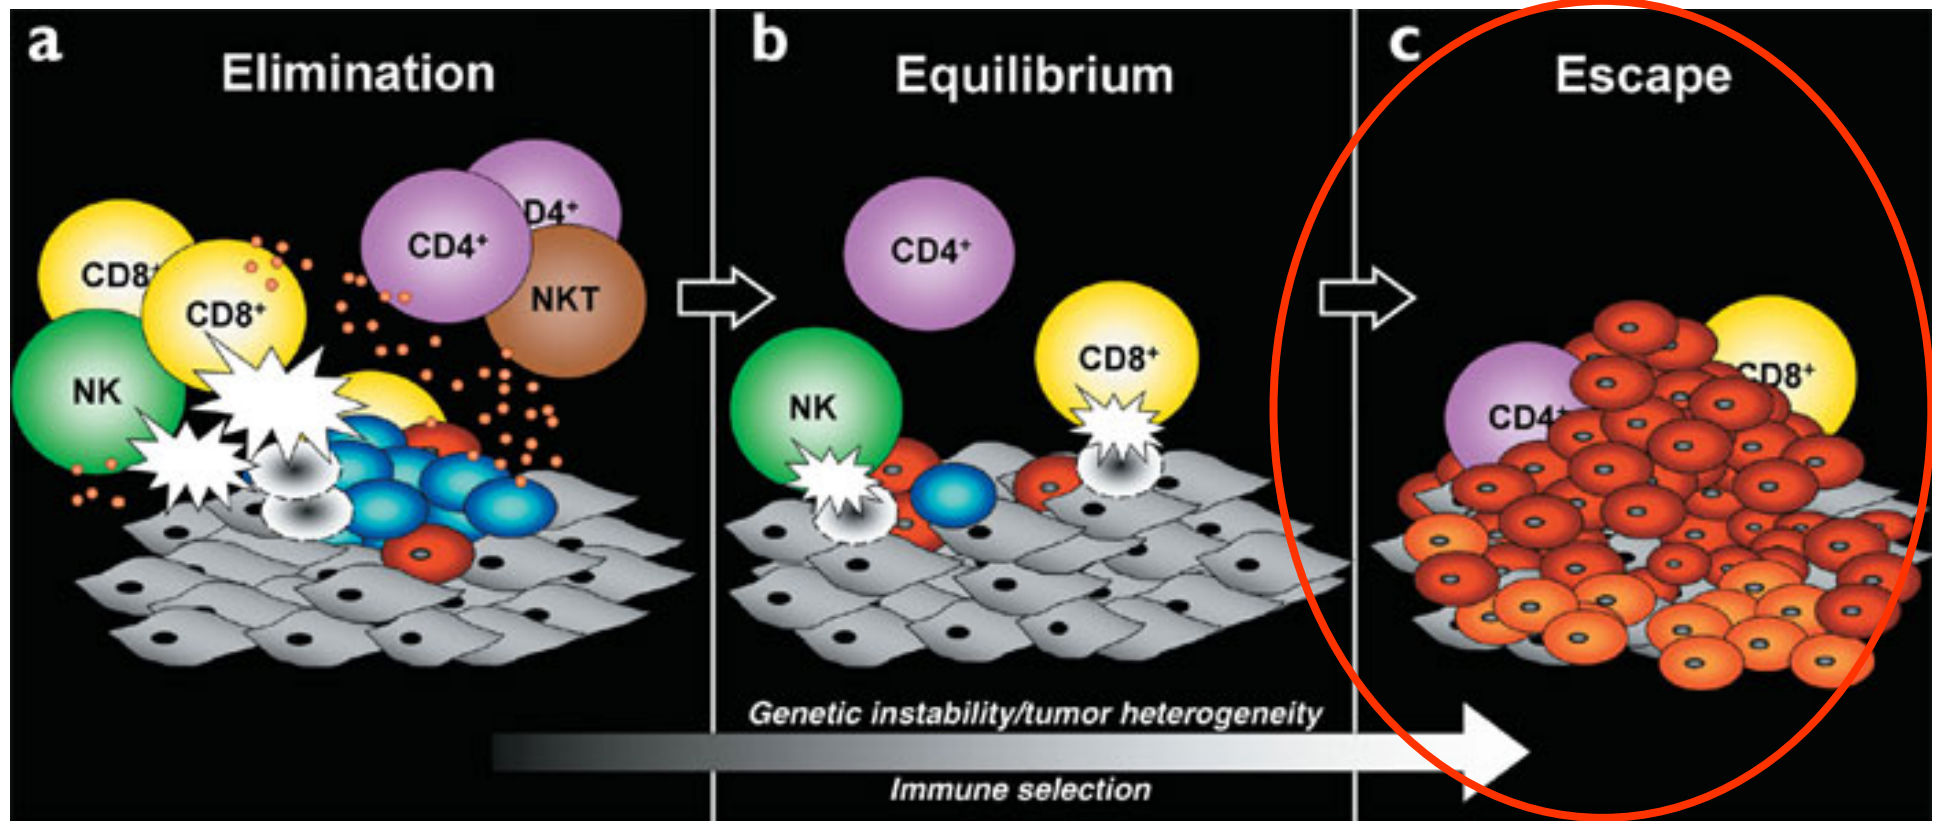 a
Elimination
CD8⁺
CD8⁺
NK
CD4⁺
D4⁺
NKT
b
Equilibrium
CD4⁺
NK
CD8⁺
c
Escape
CD4⁺
CD8⁺
Genetic instability/tumor heterogeneity
Immune selection